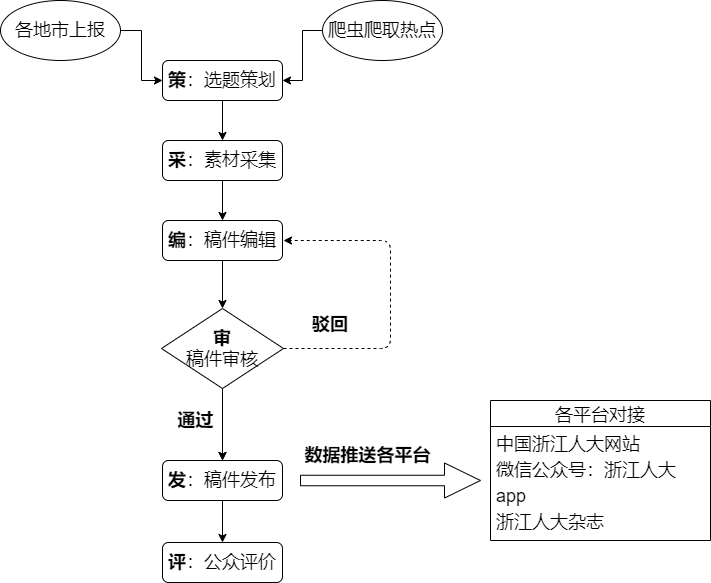 各地市上报
爬虫爬取热点
策：选题策划
采：素材采集
编：稿件编辑
驳回
审
稿件审核
通过
各平台对接
中国浙江人大网站
微信公众号：浙江人大
app
浙江人大杂志
数据推送各平台
发：稿件发布
评：公众评价